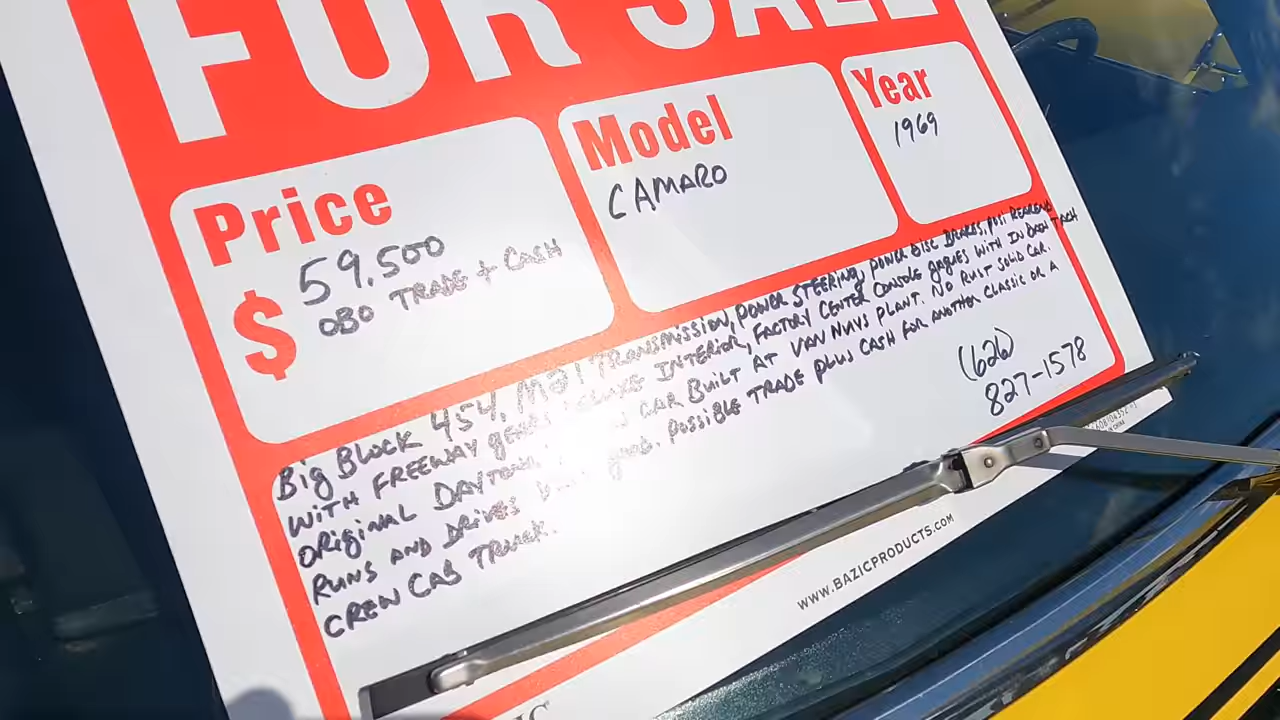 FOR SALE
Price
$ 59.500
OBO TRADE + CASH
Model
CAMARO
Year
1969
Big BLOCK 454, M21 TRANSMISSION, POWER STEERING, POWER DISC BRAKES, POSI REAREND
WITH FREEWAY gEARS DELUXE INTERIOR, FACTORY CENTER CONSOLE gAgUES WITH IN DASH TACH
ORIGINAL DAYTONA CAR BUILT AT VAN NUYS PLANT. NO RUST SOLID CAR.
RUNS AND DRIVES good. POSSIBLE TRADE PLUS CASH FOR ANOTHER CLASSIC OR A
CREW CAB TRUCK.
(626)
827-1578
WWW.BAZICPRODUCTS.COM